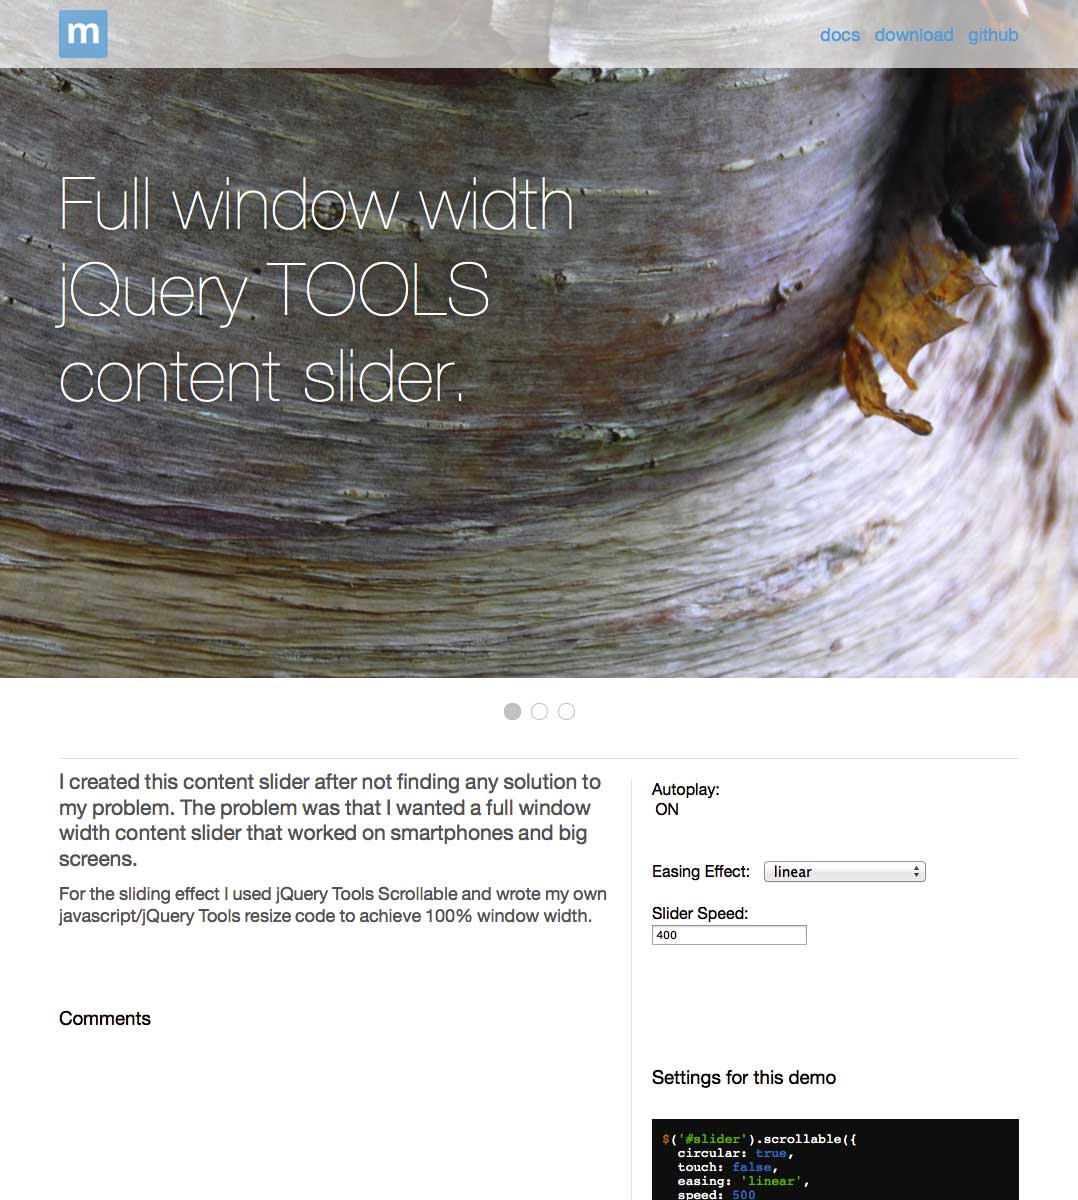 m
docs download github
Full window width
jQuery TOOLS
content slider.
I created this content slider after not finding any solution to
my problem. The problem was that I wanted a full window
width content slider that worked on smartphones and big
screens.
For the sliding effect I used jQuery Tools Scrollable and wrote my own
javascript/jQuery Tools resize code to achieve 100% window width.
Comments
Autoplay:
ON
Easing Effect: linear
Slider Speed:
400
Settings for this demo
$('#slider').scrollable({
circular: true,
touch: false,
easing: 'linear',
speed: 500